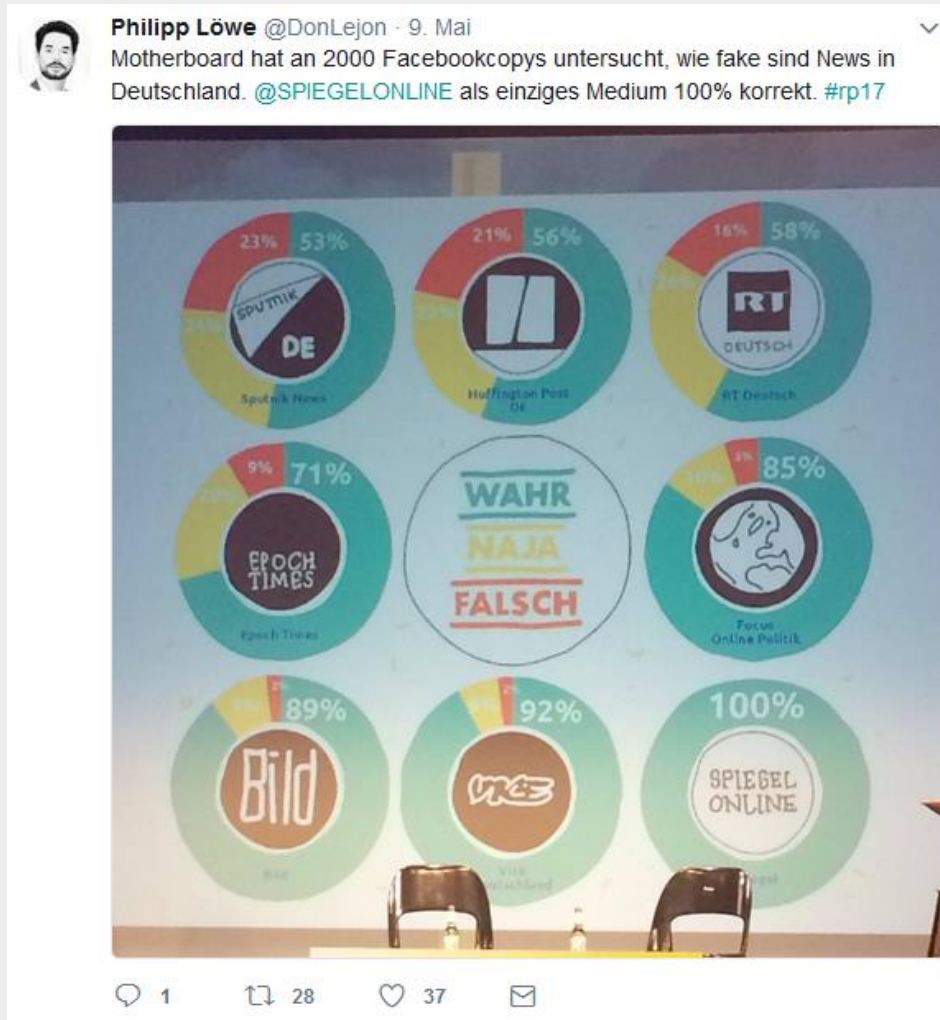 Philipp Löwe @DonLejon · 9. Mai
Motherboard hat an 2000 Facebookcopys untersucht, wie fake sind News in
Deutschland. @SPIEGELONLINE als einziges Medium 100% korrekt. #rp17
23% 53%
SPUTNIK
DE
Sputnik News
21% 56%
Huffington Post
DE
16% 58%
RT
DEUTSCH
RT Deutsch
9% 71%
20%
EPOCH
TIMES
Epoch Times
WAHR
NAJA
FALSCH
85%
10%
Focus
Online Politik
89%
Bild
Bild
92%
VICE
100%
SPIEGEL
ONLINE
1 28 37